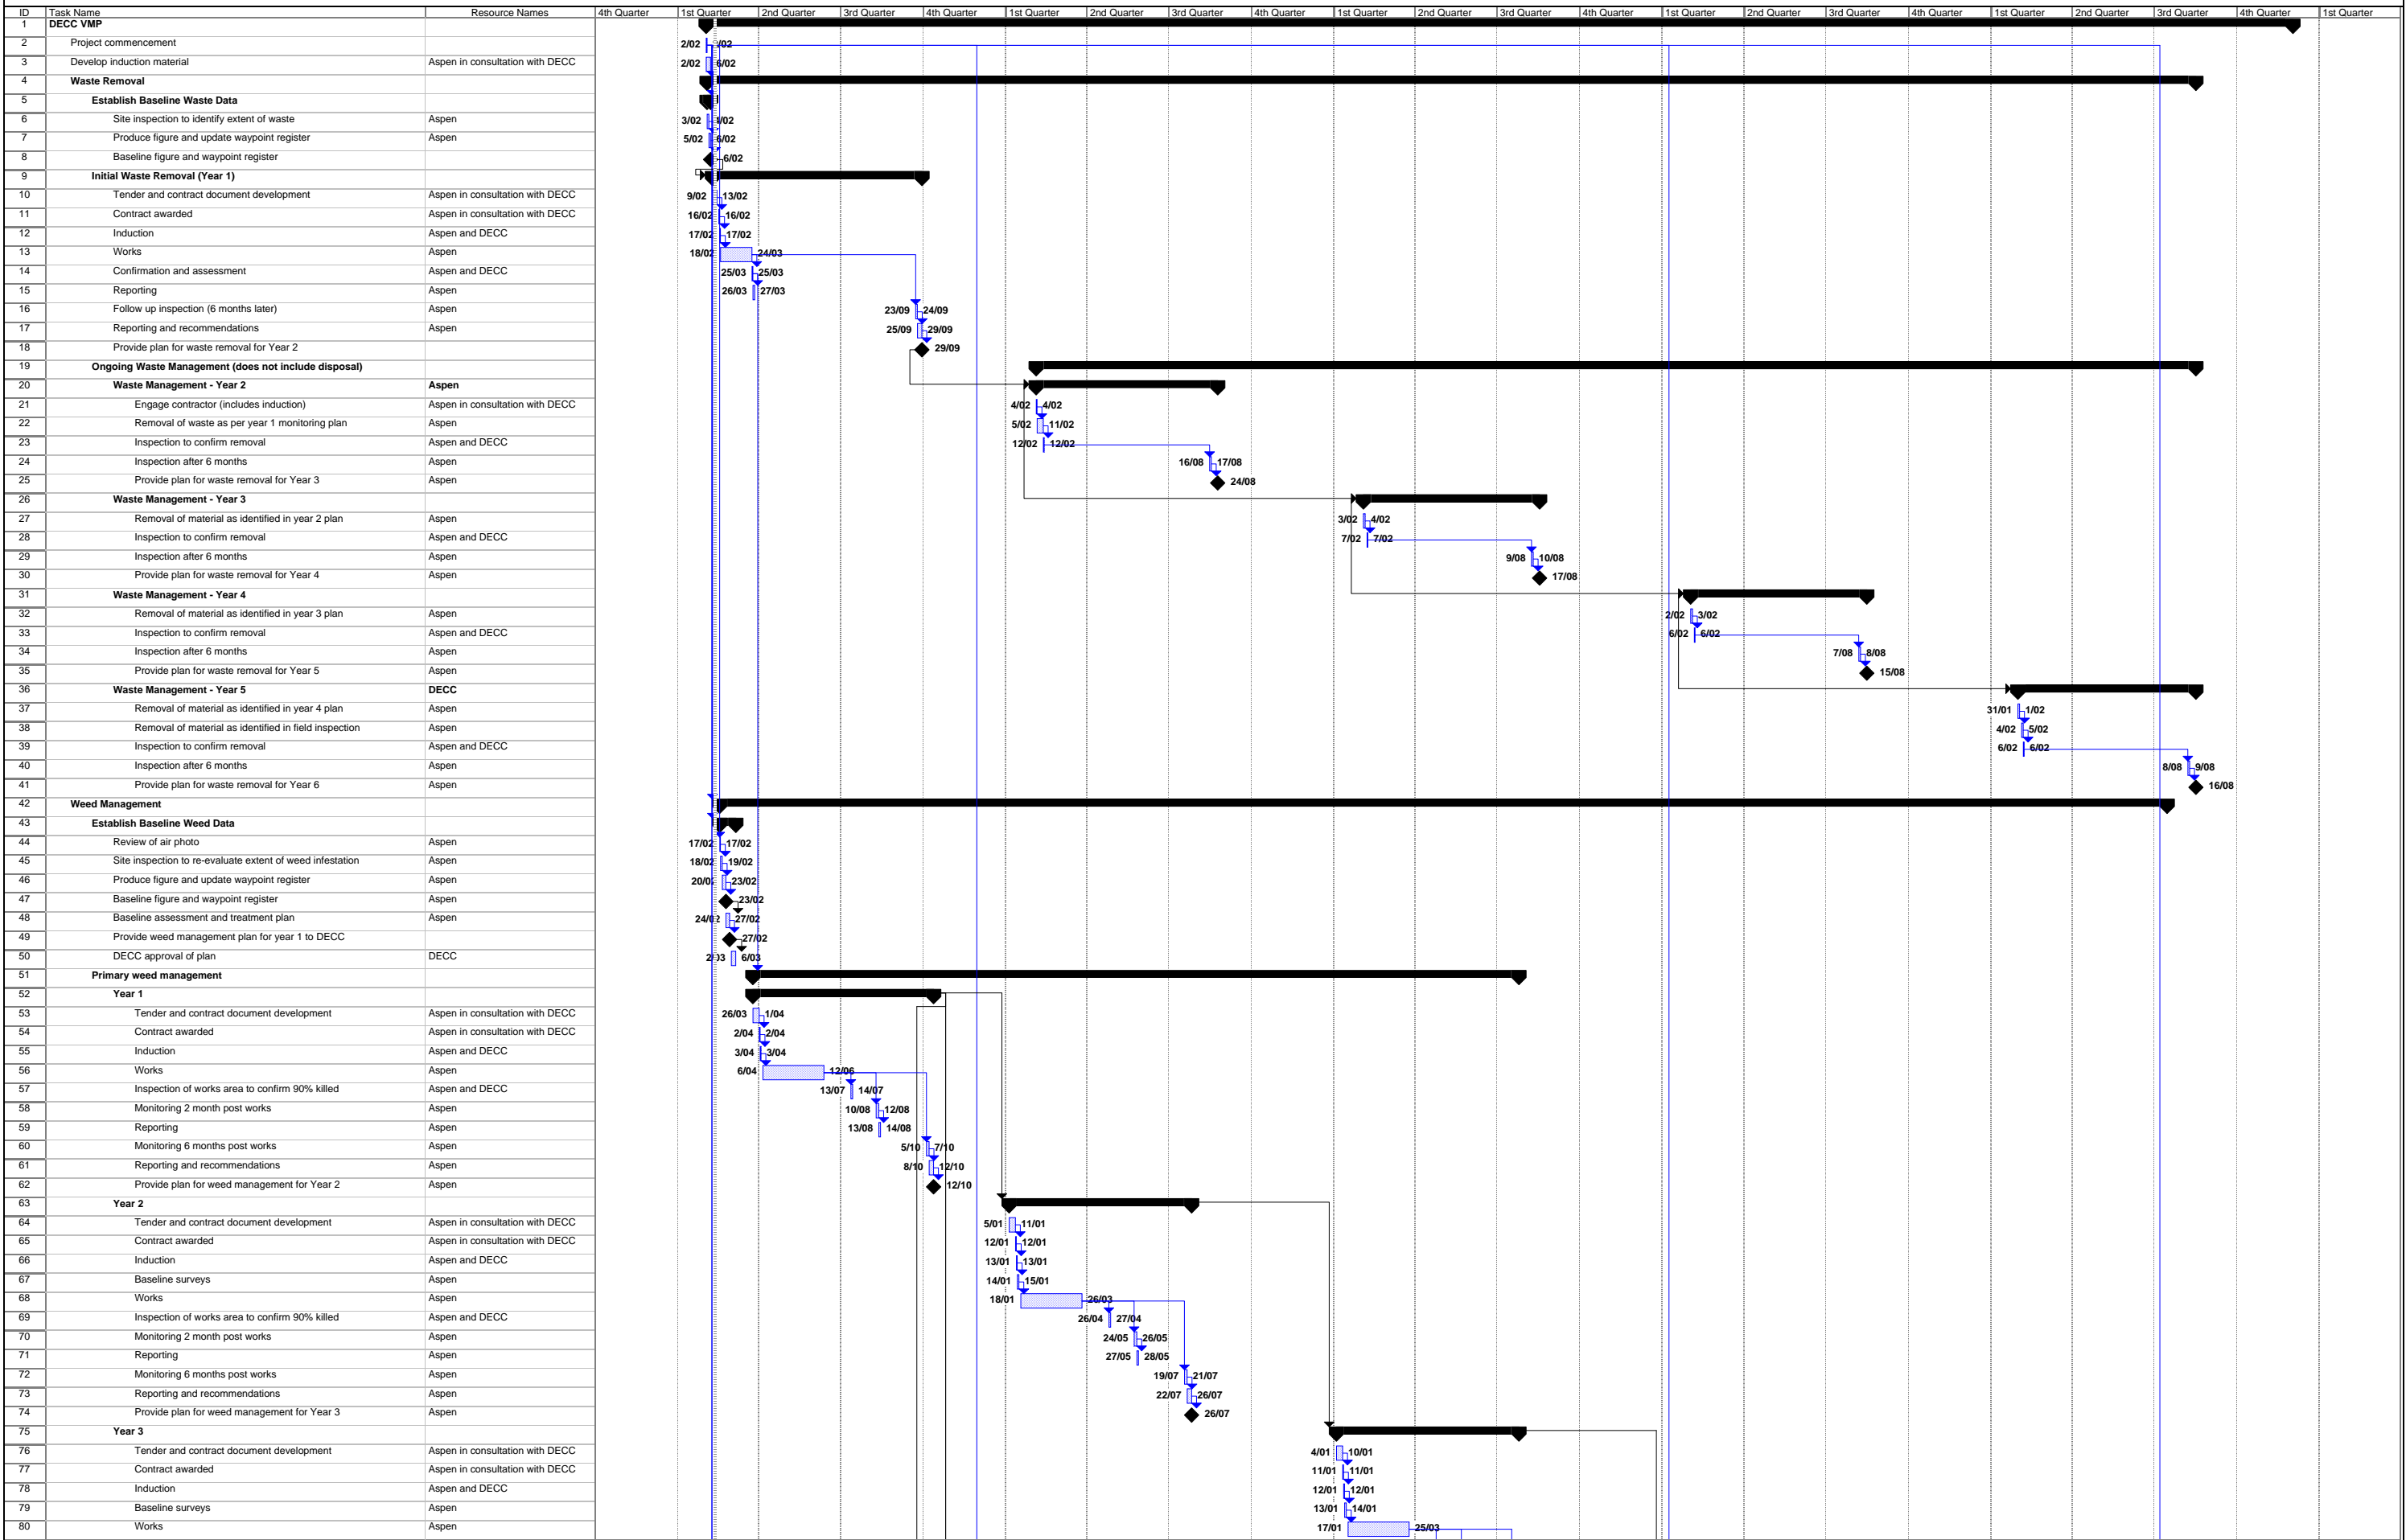 ID Task Name Resource Names 4th Quarter 1st Quarter 2nd Quarter 3rd Quarter 4th Quarter 1st Quarter 2nd Quarter 3rd Quarter 4th Quarter 1st Quarter 2nd Quarter 3rd Quarter 4th Quarter 1st Quarter 2nd Quarter 3rd Quarter 4th Quarter 1st Quarter 2nd Quarter 3rd Quarter 4th Quarter 1st Quarter
1 DECC VMP
2 Project commencement 2/02 2/02
3 Develop induction material Aspen in consultation with DECC 2/02 6/02
4 Waste Removal
5 Establish Baseline Waste Data
6 Site inspection to identify extent of waste Aspen 3/02 4/02
7 Produce figure and update waypoint register Aspen 5/02 6/02
8 Baseline figure and waypoint register 6/02
9 Initial Waste Removal (Year 1)
10 Tender and contract document development Aspen in consultation with DECC 9/02 13/02
11 Contract awarded Aspen in consultation with DECC 16/02 16/02
12 Induction Aspen and DECC 17/02 17/02
13 Works Aspen 18/02 24/03
14 Confirmation and assessment Aspen and DECC 25/03 25/03
15 Reporting Aspen 26/03 27/03
16 Follow up inspection (6 months later) Aspen 23/09 24/09
17 Reporting and recommendations Aspen 25/09 29/09
18 Provide plan for waste removal for Year 2 29/09
19 Ongoing Waste Management (does not include disposal)
20 Waste Management - Year 2 Aspen
21 Engage contractor (includes induction) Aspen in consultation with DECC 4/02 4/02
22 Removal of waste as per year 1 monitoring plan Aspen 5/02 11/02
23 Inspection to confirm removal Aspen and DECC 12/02 12/02
24 Inspection after 6 months Aspen 16/08 17/08
25 Provide plan for waste removal for Year 3 Aspen 24/08
26 Waste Management - Year 3
27 Removal of material as identified in year 2 plan Aspen 3/02 4/02
28 Inspection to confirm removal Aspen and DECC 7/02 7/02
29 Inspection after 6 months Aspen 9/08 10/08
30 Provide plan for waste removal for Year 4 Aspen 17/08
31 Waste Management - Year 4
32 Removal of material as identified in year 3 plan Aspen 2/02 3/02
33 Inspection to confirm removal Aspen and DECC 6/02 6/02
34 Inspection after 6 months Aspen 7/08 8/08
35 Provide plan for waste removal for Year 5 Aspen 15/08
36 Waste Management - Year 5 DECC
37 Removal of material as identified in year 4 plan Aspen 31/01 1/02
38 Removal of material as identified in field inspection Aspen 4/02 5/02
39 Inspection to confirm removal Aspen and DECC 6/02 6/02
40 Inspection after 6 months Aspen 8/08 9/08
41 Provide plan for waste removal for Year 6 Aspen 16/08
42 Weed Management
43 Establish Baseline Weed Data
44 Review of air photo Aspen 17/02 17/02
45 Site inspection to re-evaluate extent of weed infestation Aspen 18/02 19/02
46 Produce figure and update waypoint register Aspen 20/02 23/02
47 Baseline figure and waypoint register Aspen 23/02
48 Baseline assessment and treatment plan Aspen 24/02 27/02
49 Provide weed management plan for year 1 to DECC 27/02
50 DECC approval of plan DECC 2/03 6/03
51 Primary weed management
52 Year 1
53 Tender and contract document development Aspen in consultation with DECC 26/03 1/04
54 Contract awarded Aspen in consultation with DECC 2/04 2/04
55 Induction Aspen and DECC 3/04 3/04
56 Works Aspen 6/04 12/06
57 Inspection of works area to confirm 90% killed Aspen and DECC 13/07 14/07
58 Monitoring 2 month post works Aspen 10/08 12/08
59 Reporting Aspen 13/08 14/08
60 Monitoring 6 months post works Aspen 5/10 7/10
61 Reporting and recommendations Aspen 8/10 12/10
62 Provide plan for weed management for Year 2 Aspen 12/10
63 Year 2
64 Tender and contract document development Aspen in consultation with DECC 5/01 11/01
65 Contract awarded Aspen in consultation with DECC 12/01 12/01
66 Induction Aspen and DECC 13/01 13/01
67 Baseline surveys Aspen 14/01 15/01
68 Works Aspen 18/01 26/03
69 Inspection of works area to confirm 90% killed Aspen and DECC 26/04 27/04
70 Monitoring 2 month post works Aspen 24/05 26/05
71 Reporting Aspen 27/05 28/05
72 Monitoring 6 months post works Aspen 19/07 21/07
73 Reporting and recommendations Aspen 22/07 26/07
74 Provide plan for weed management for Year 3 Aspen 26/07
75 Year 3
76 Tender and contract document development Aspen in consultation with DECC 4/01 10/01
77 Contract awarded Aspen in consultation with DECC 11/01 11/01
78 Induction Aspen and DECC 12/01 12/01
79 Baseline surveys Aspen 13/01 14/01
80 Works Aspen 17/01 25/03